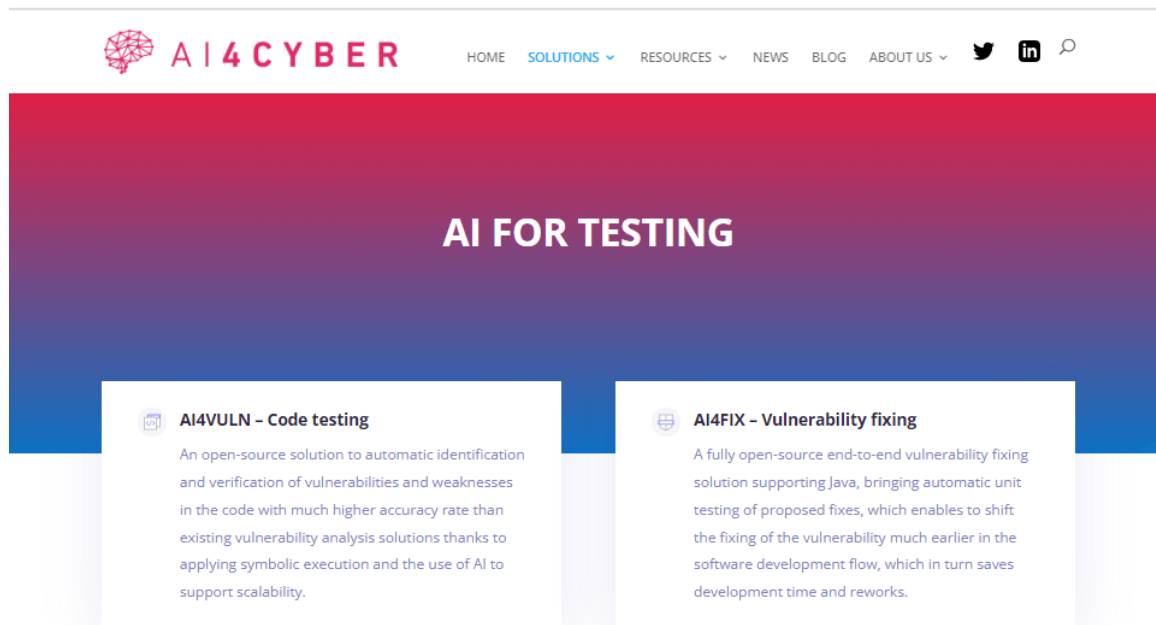 AI4CYBER
HOME SOLUTIONS RESOURCES NEWS BLOG ABOUT US in
AI FOR TESTING
AI4VULN – Code testing
An open-source solution to automatic identification
and verification of vulnerabilities and weaknesses
in the code with much higher accuracy rate than
existing vulnerability analysis solutions thanks to
applying symbolic execution and the use of AI to
support scalability.
AI4FIX – Vulnerability fixing
A fully open-source end-to-end vulnerability fixing
solution supporting Java, bringing automatic unit
testing of proposed fixes, which enables to shift
the fixing of the vulnerability much earlier in the
software development flow, which in turn saves
development time and reworks.